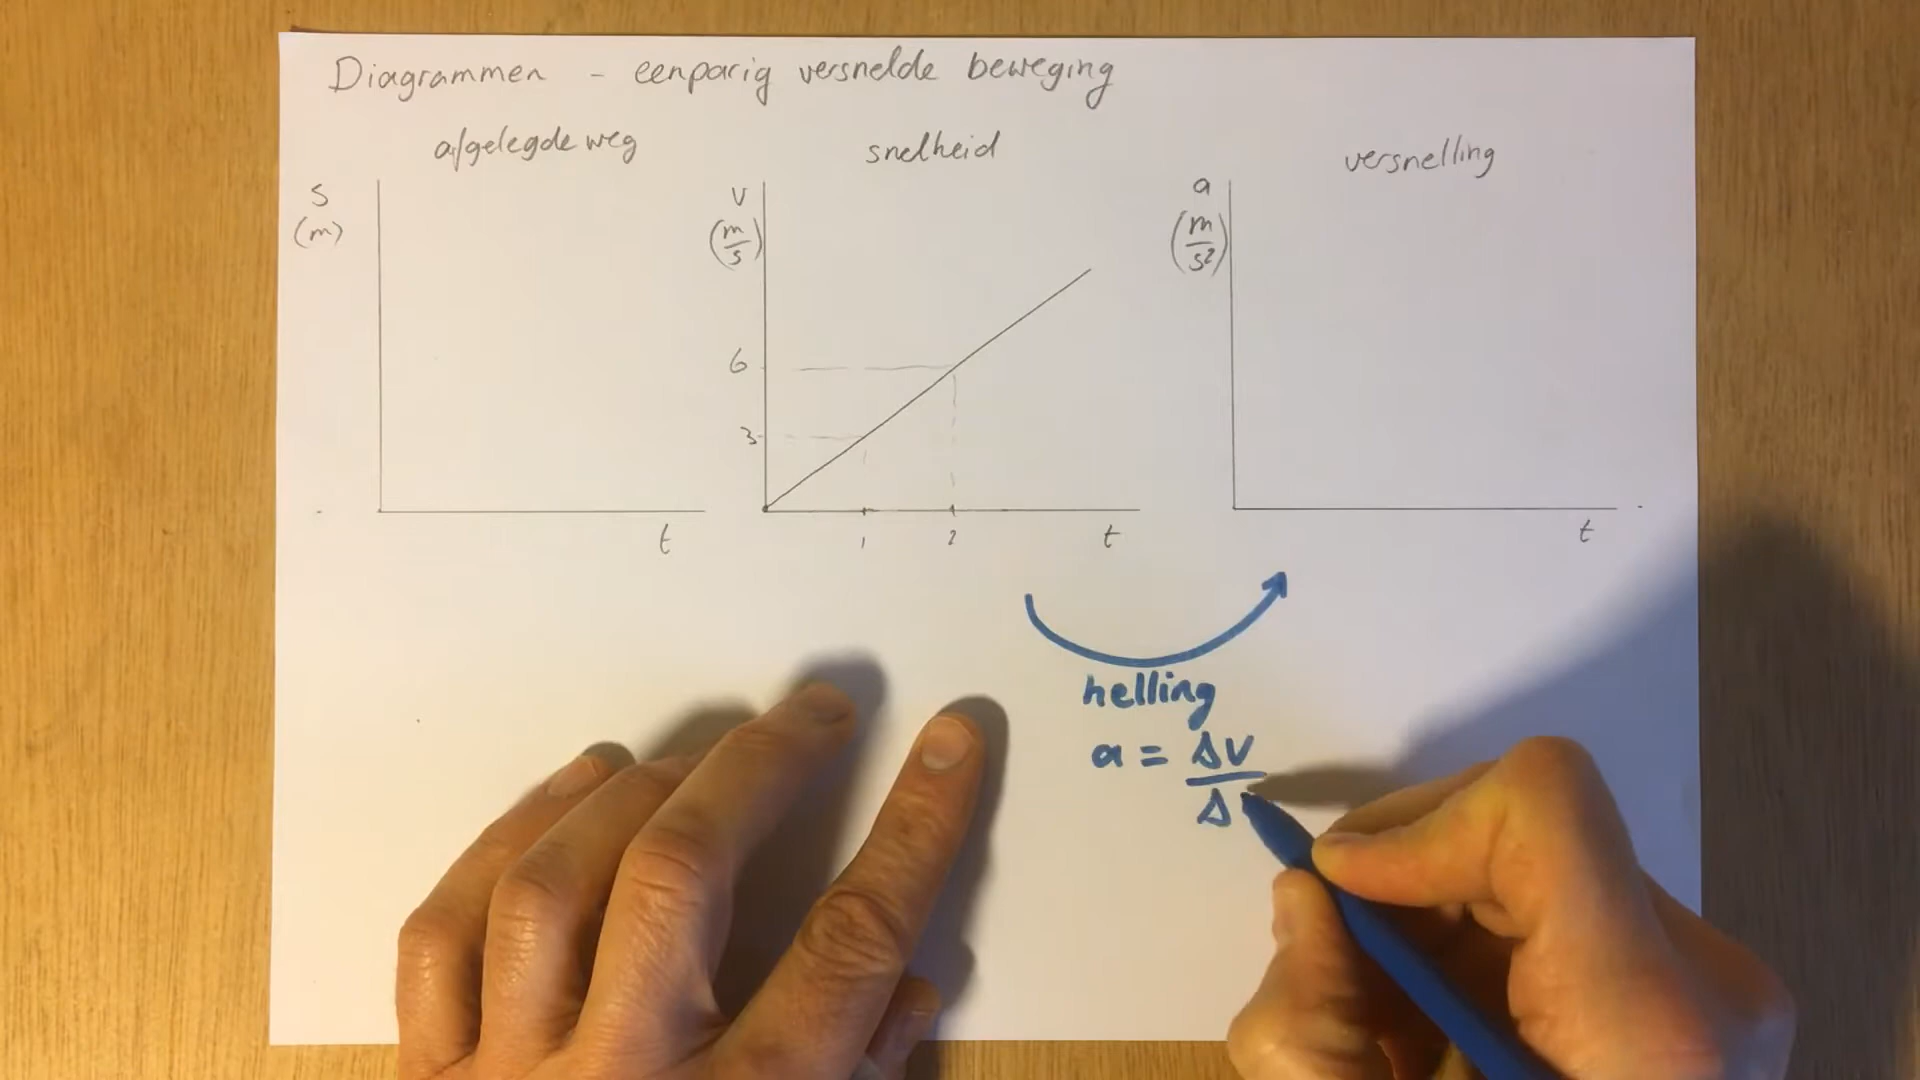 Diagrammen - eenparig versnelde beweging
afgelegde weg
s
(m)
t
snelheid
v
(m/s)
6
3
1 2 t
versnelling
a
(m/s²)
t
helling
a = Δv
Δ